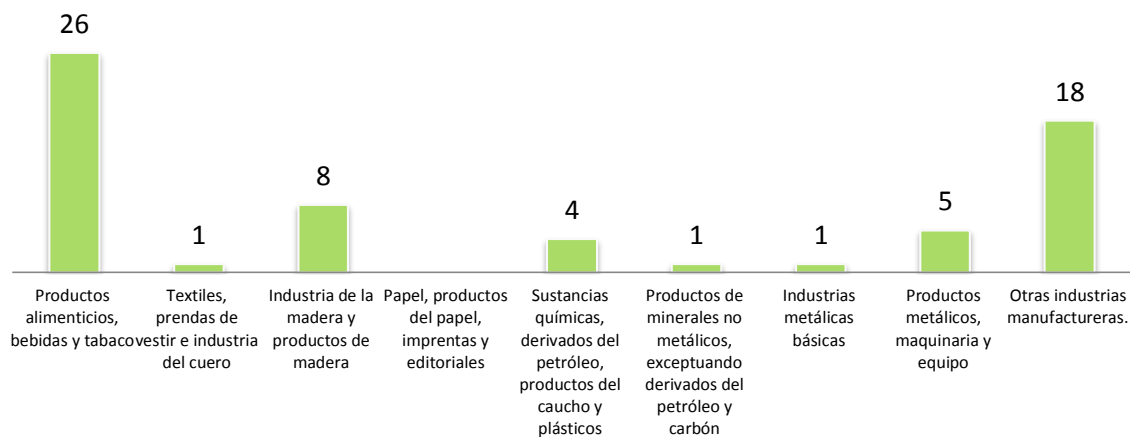 26
1
8
4
1
1
5
18
Productos
alimenticios,
bebidas y tabaco
Textiles,
prendas de
vestir e industria
del cuero
Industria de la
madera y
productos de
madera
Papel, productos
del papel,
imprentas y
editoriales
Sustancias
químicas,
derivados del
petróleo,
productos del
caucho y
plásticos
Productos de
minerales no
metálicos,
exceptuando
derivados del
petróleo y
carbón
Industrias
metálicas
básicas
Productos
metálicos,
maquinaria y
equipo
Otras industrias
manufactureras.